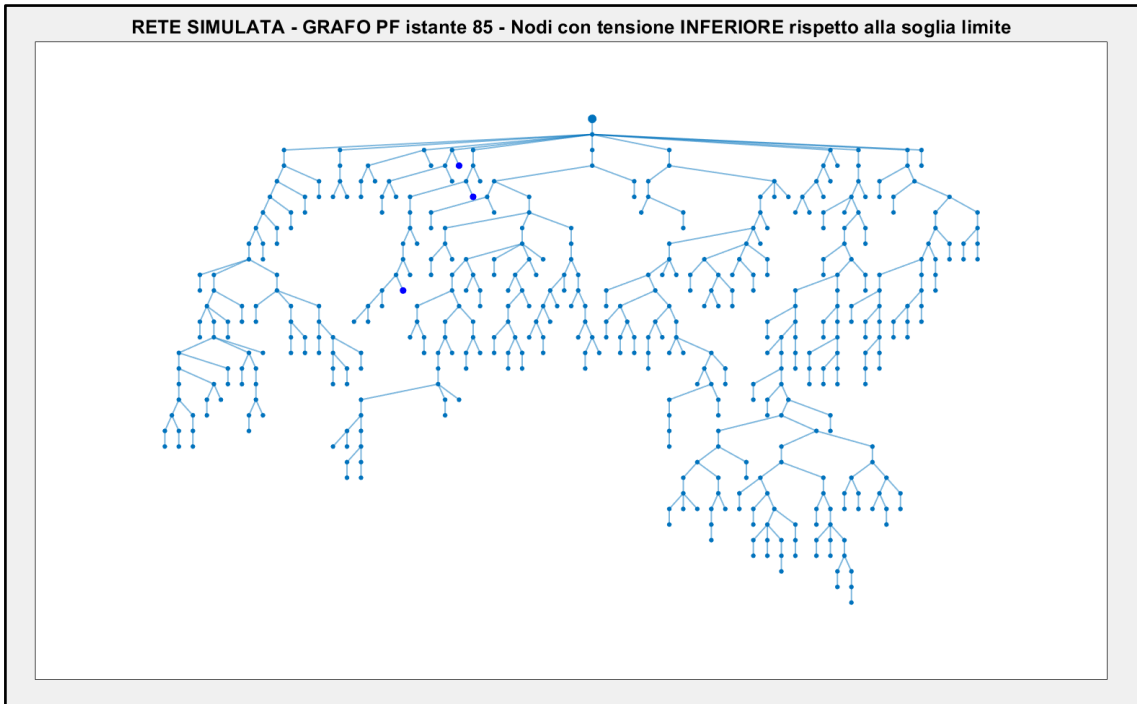 RETE SIMULATA - GRAFO PF istante 85 - Nodi con tensione INFERIORE rispetto alla soglia limite